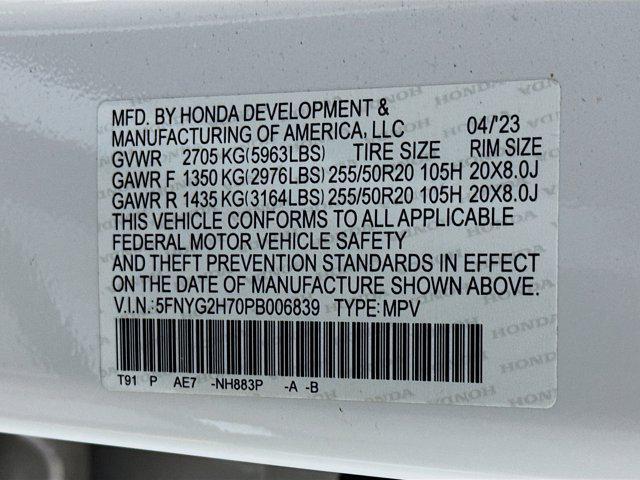 MFD. BY HONDA DEVELOPMENT &
MANUFACTURING OF AMERICA, LLC 04/'23
GVWR 2705 KG(5963LBS) TIRE SIZE RIM SIZE
GAWR F 1350 KG(2976LBS) 255/50R20 105H 20X8.0J
GAWR R 1435 KG(3164LBS) 255/50R20 105H 20X8.0J
THIS VEHICLE CONFORMS TO ALL APPLICABLE
FEDERAL MOTOR VEHICLE SAFETY
AND THEFT PREVENTION STANDARDS IN EFFECT
ON THE DATE OF MANUFACTURE SHOWN ABOVE.
V.I.N.: 5FNYG2H70PB006839 TYPE: MPV
T91 P AE7 -NH883P -A -B